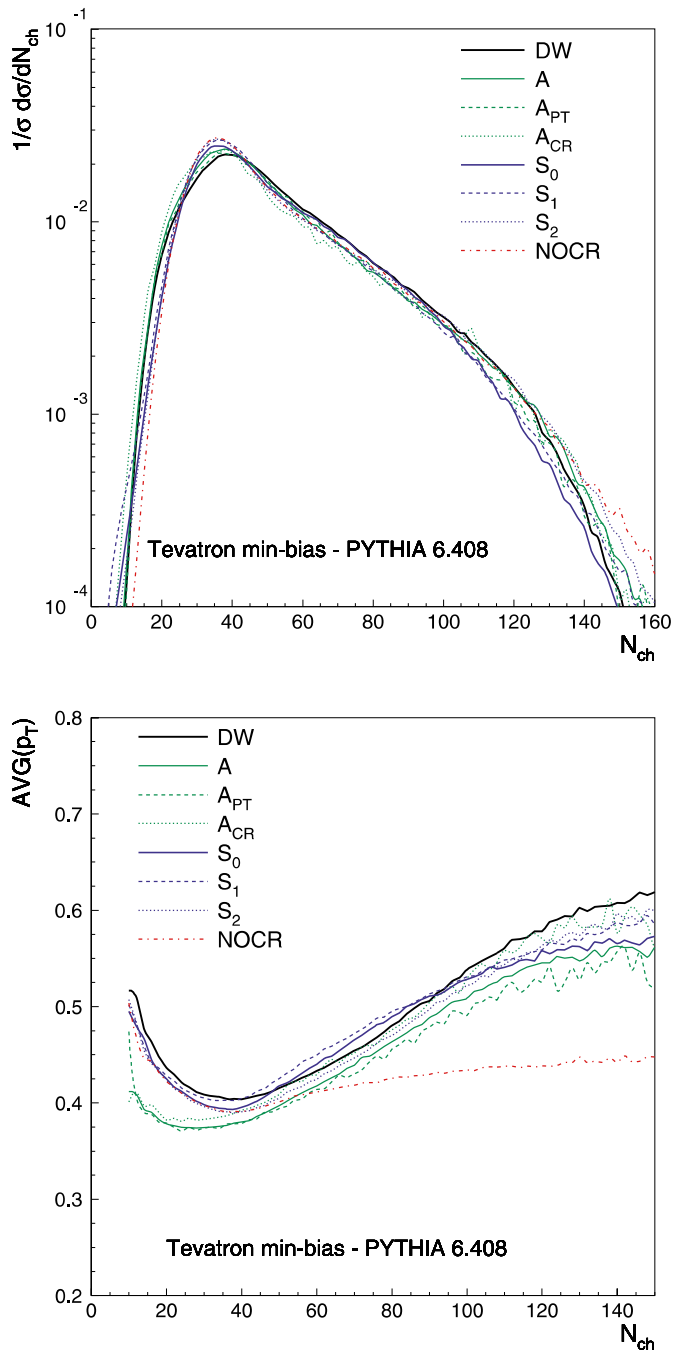 1/σ dσ/dN_ch
10^-1
10^-2
10^-3
10^-4
DW
A
A_PT
A_CR
S_0
S_1
S_2
NOCR
Tevatron min-bias - PYTHIA 6.408
0 20 40 60 80 100 120 140 160
N_ch
AVG(p_T)
0.8
0.7
0.6
0.5
0.4
0.3
0.2
DW
A
A_PT
A_CR
S_0
S_1
S_2
NOCR
Tevatron min-bias - PYTHIA 6.408
0 20 40 60 80 100 120 140
N_ch